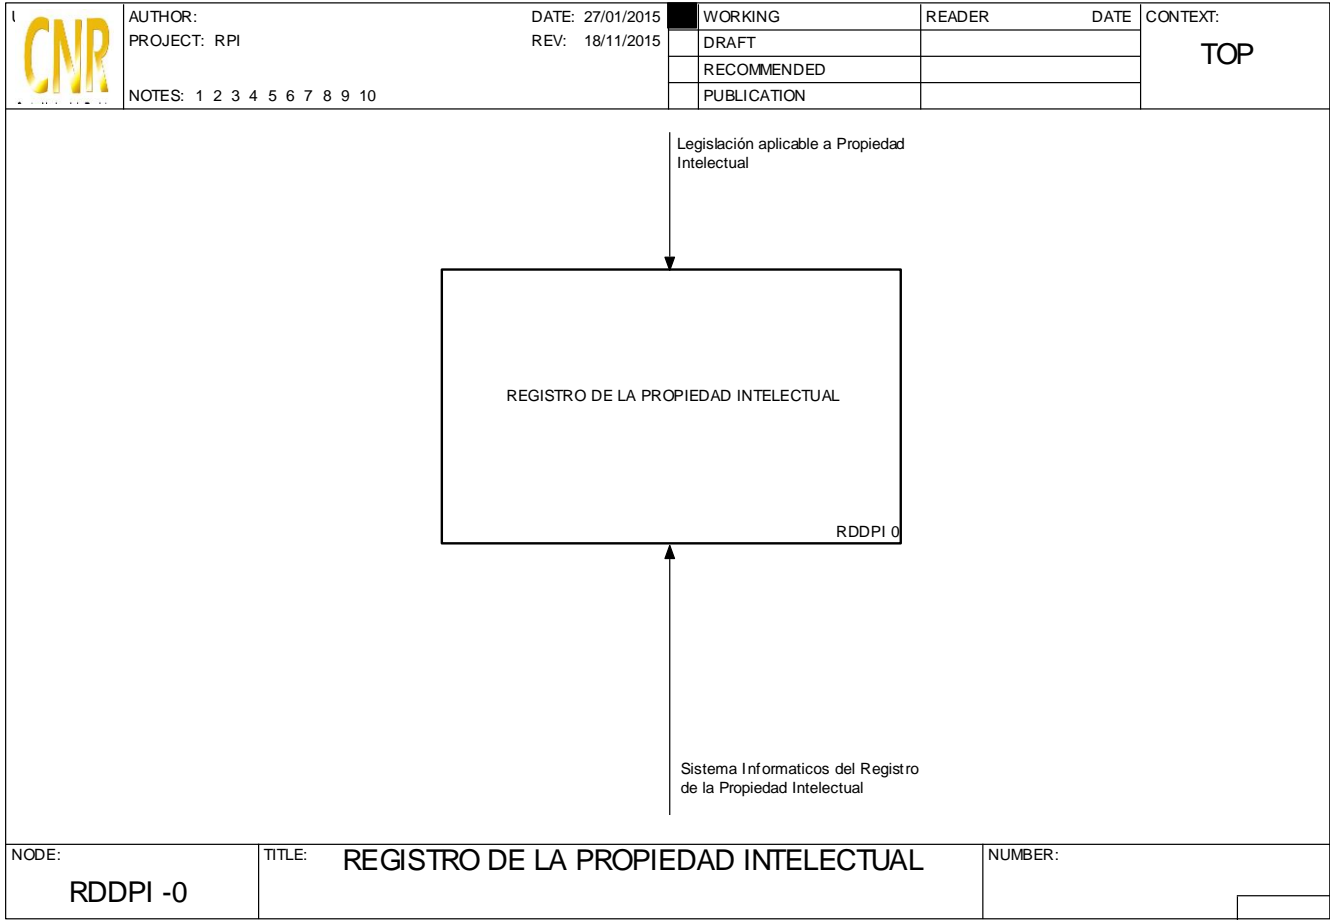 CNR
AUTHOR:
DATE: 27/01/2015
PROJECT: RPI
REV: 18/11/2015
NOTES: 1 2 3 4 5 6 7 8 9 10
WORKING
DRAFT
RECOMMENDED
PUBLICATION
READER DATE
CONTEXT:
TOP
Legislación aplicable a Propiedad
Intelectual
REGISTRO DE LA PROPIEDAD INTELECTUAL
RDDPI 0
Sistema Informaticos del Registro
de la Propiedad Intelectual
NODE:
RDDPI -0
TITLE: REGISTRO DE LA PROPIEDAD INTELECTUAL
NUMBER: